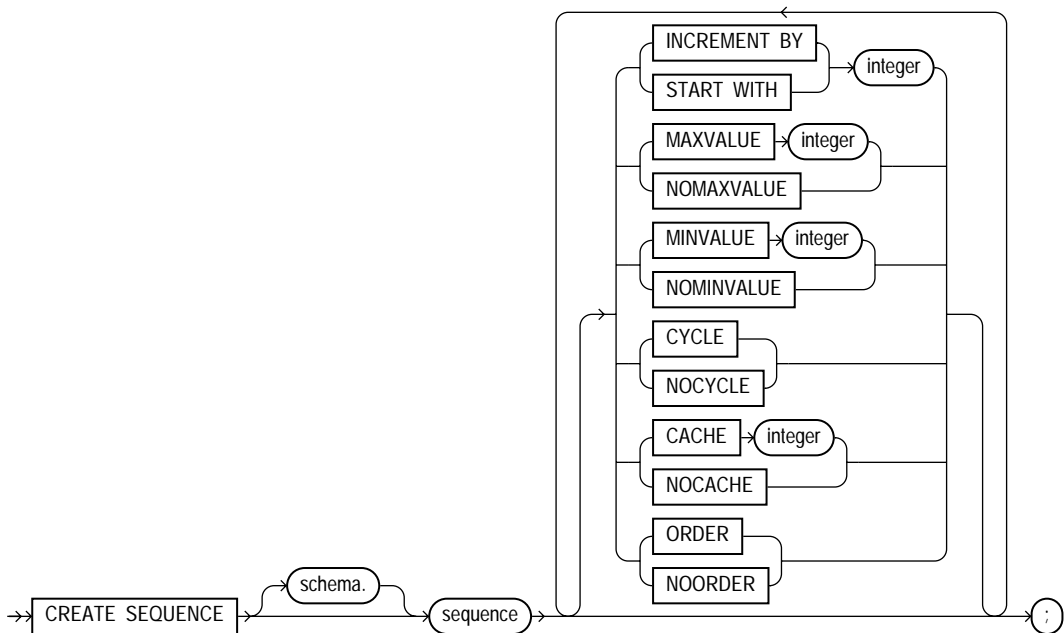 INCREMENT BY
START WITH
integer
MAXVALUE integer
NOMAXVALUE
MINVALUE integer
NOMINVALUE
CYCLE
NOCYCLE
CACHE integer
NOCACHE
ORDER
NOORDER
schema.
CREATE SEQUENCE sequence ;